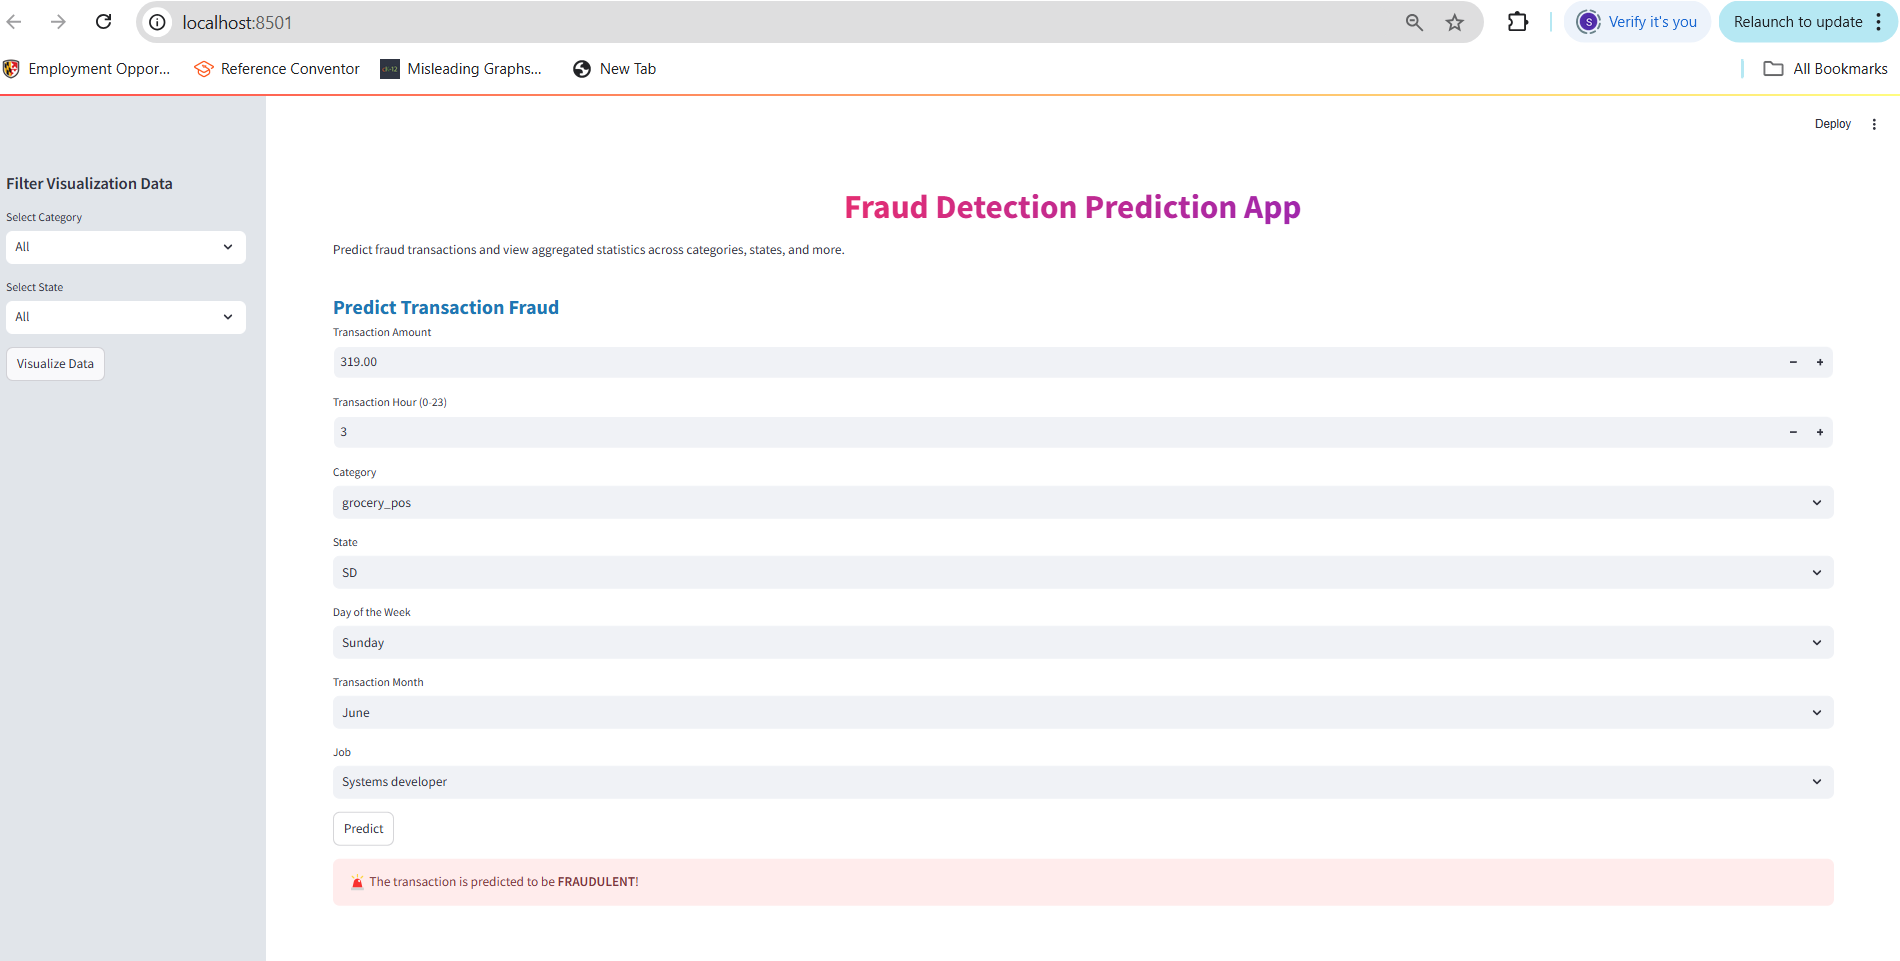 localhost:8501
Verify it's you
Relaunch to update
Employment Oppor...
Reference Conventor
Misleading Graphs...
New Tab
All Bookmarks
Deploy
Filter Visualization Data
Select Category
All
Select State
All
Visualize Data
Fraud Detection Prediction App
Predict fraud transactions and view aggregated statistics across categories, states, and more.
Predict Transaction Fraud
Transaction Amount
319.00
Transaction Hour (0-23)
3
Category
grocery_pos
State
SD
Day of the Week
Sunday
Transaction Month
June
Job
Systems developer
Predict
The transaction is predicted to be FRAUDULENT!